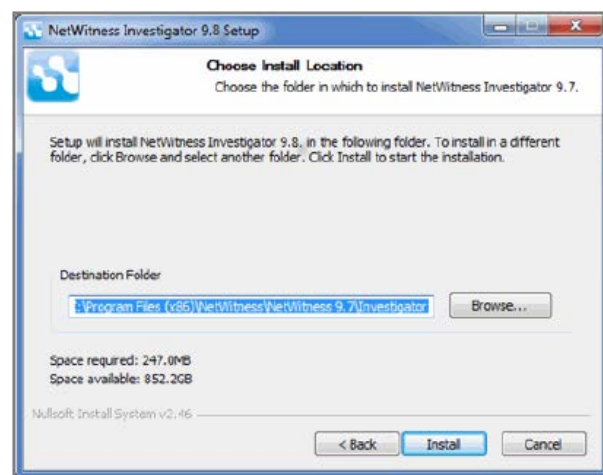 NetWitness Investigator 9.8 Setup
Choose Install Location
Choose the folder in which to install NetWitness Investigator 9.7.
Setup will install NetWitness Investigator 9.8, in the following folder. To install in a different
folder, click Browse and select another folder. Click Install to start the installation.
Destination Folder
:\Program Files (x86)\NetWitness\NetWitness 9.7\Investigator
Browse...
Space required: 247.0MB
Space available: 852.2GB
Nullsoft Install System v2.46
< Back
Install
Cancel